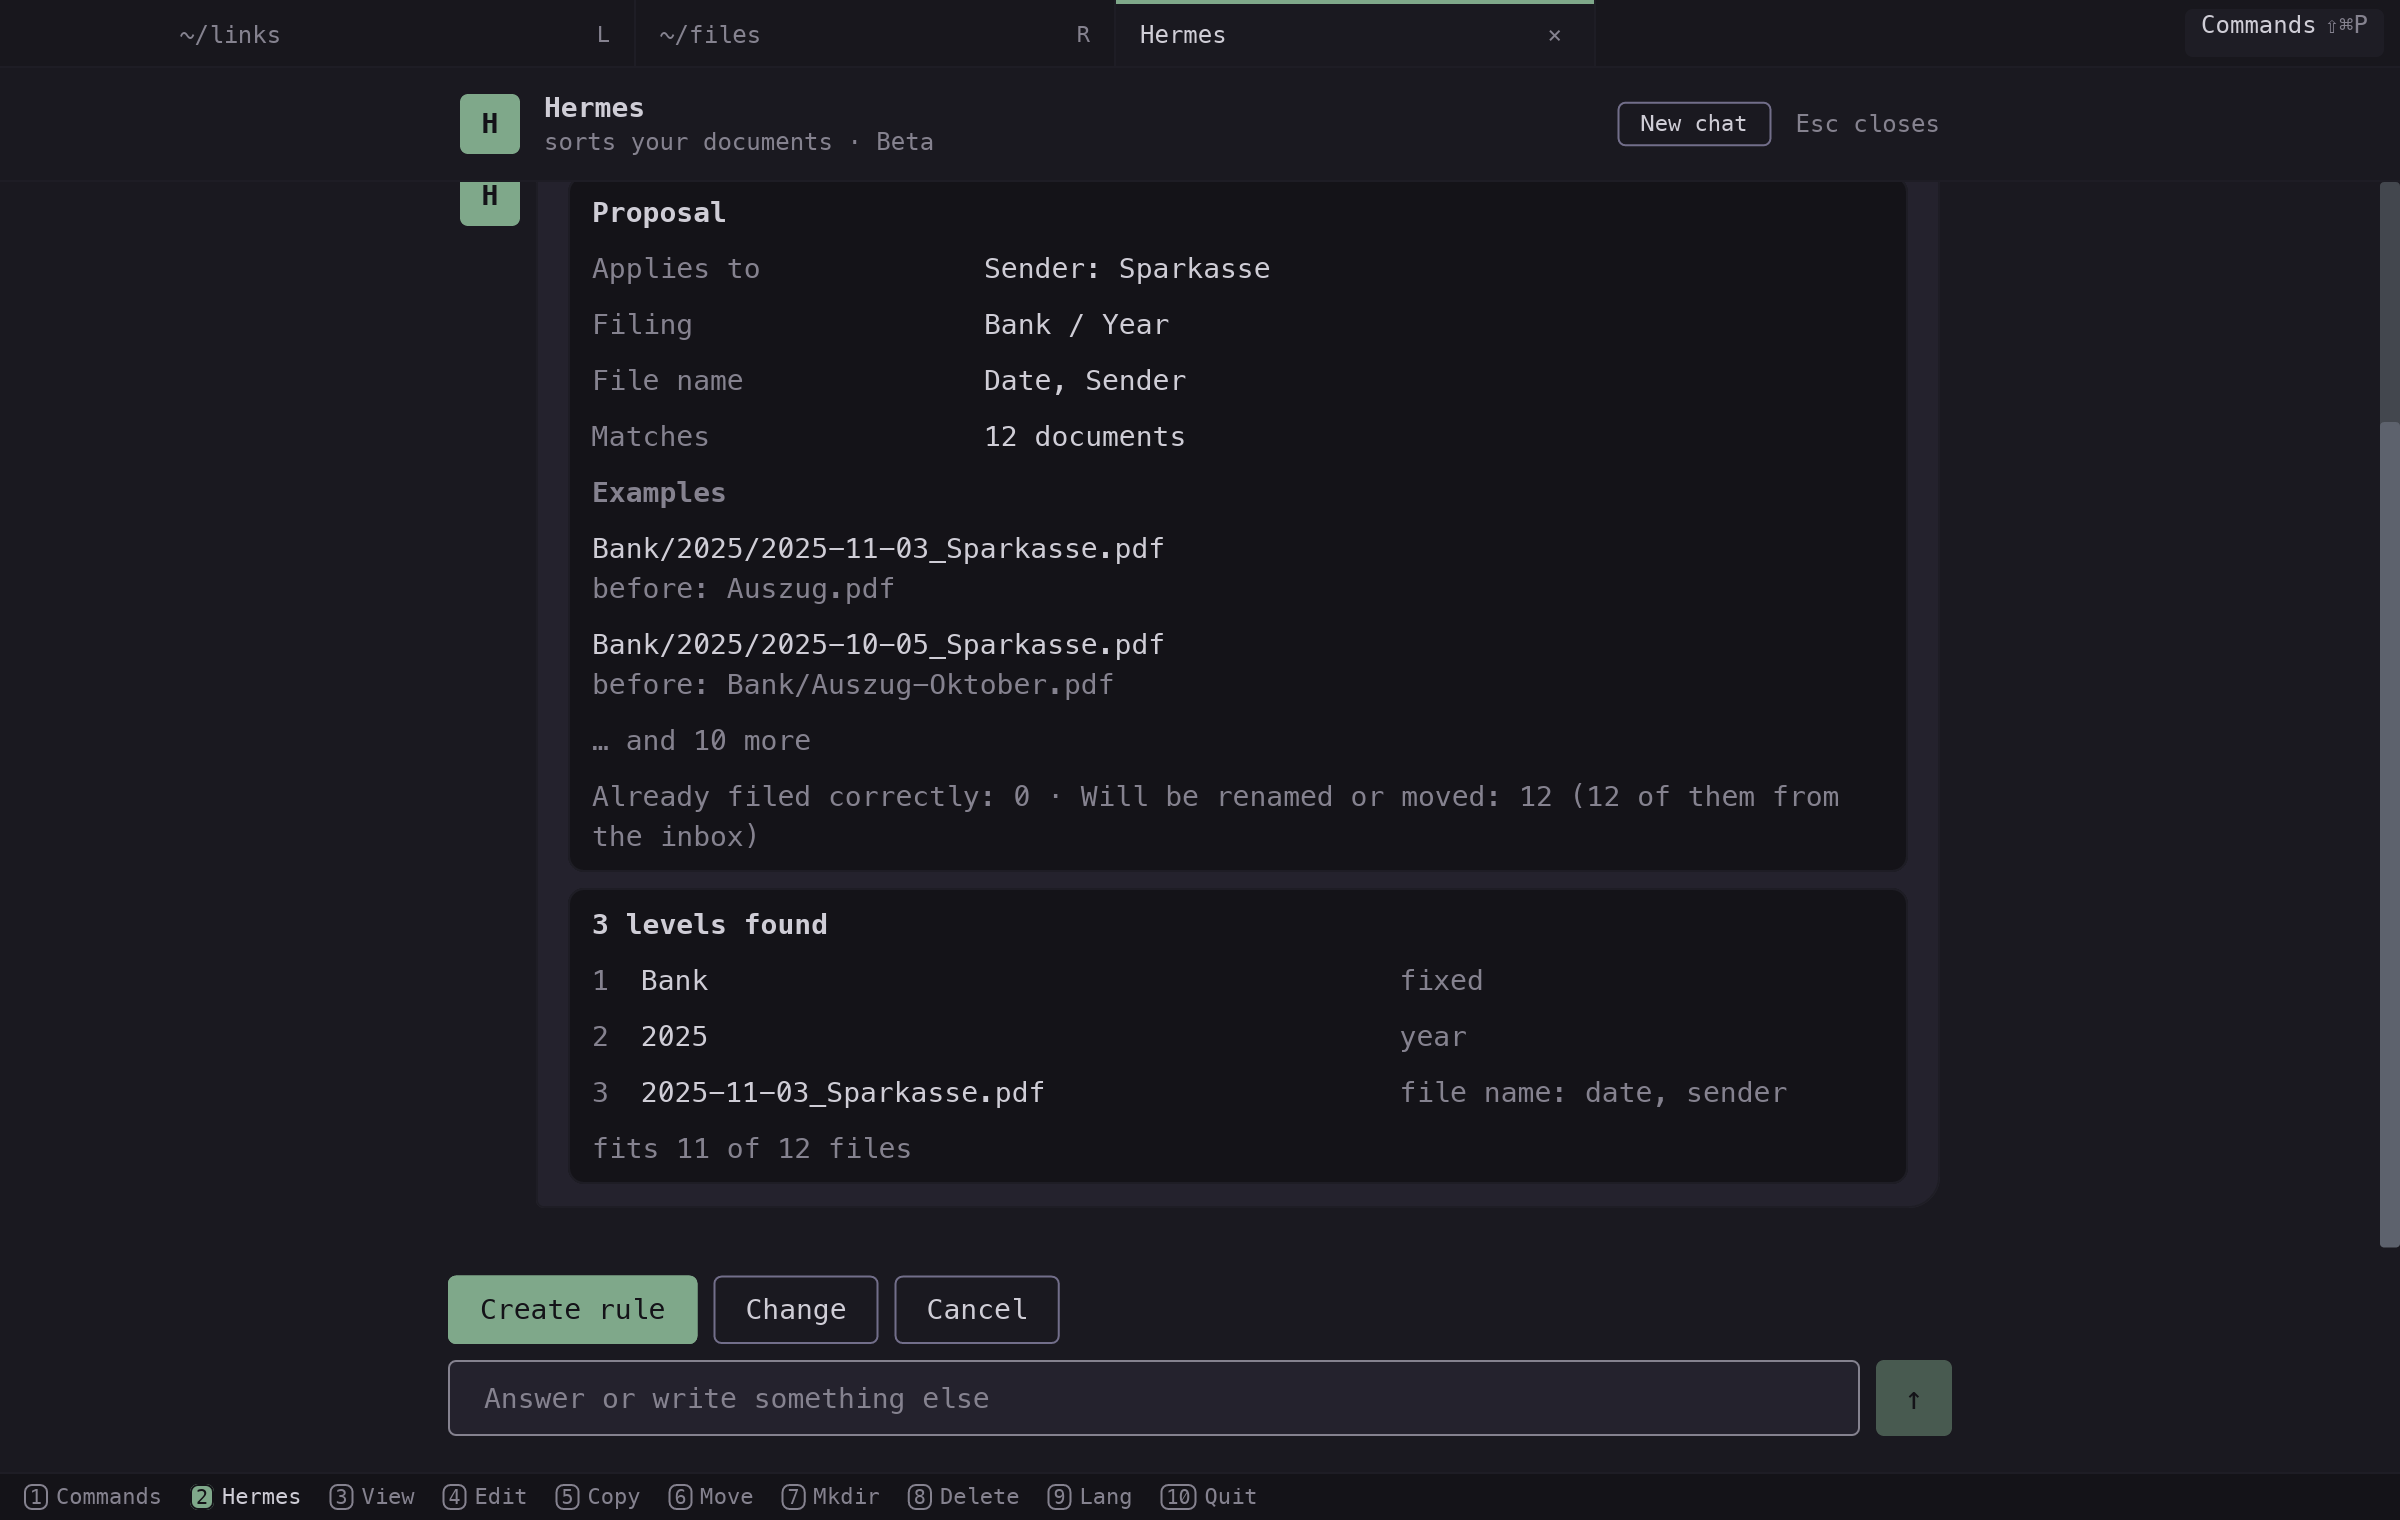 ~/links L ~/files R Hermes × Commands ⇧⌘P
H Hermes
sorts your documents · Beta
New chat Esc closes
H
Proposal
Applies to Sender: Sparkasse
Filing Bank / Year
File name Date, Sender
Matches 12 documents
Examples
Bank/2025/2025-11-03_Sparkasse.pdf
before: Auszug.pdf
Bank/2025/2025-10-05_Sparkasse.pdf
before: Bank/Auszug-Oktober.pdf
… and 10 more
Already filed correctly: 0 · Will be renamed or moved: 12 (12 of them from
the inbox)
3 levels found
1 Bank fixed
2 2025 year
3 2025-11-03_Sparkasse.pdf file name: date, sender
fits 11 of 12 files
Create rule Change Cancel
Answer or write something else ↑
1 Commands 2 Hermes 3 View 4 Edit 5 Copy 6 Move 7 Mkdir 8 Delete 9 Lang 10 Quit